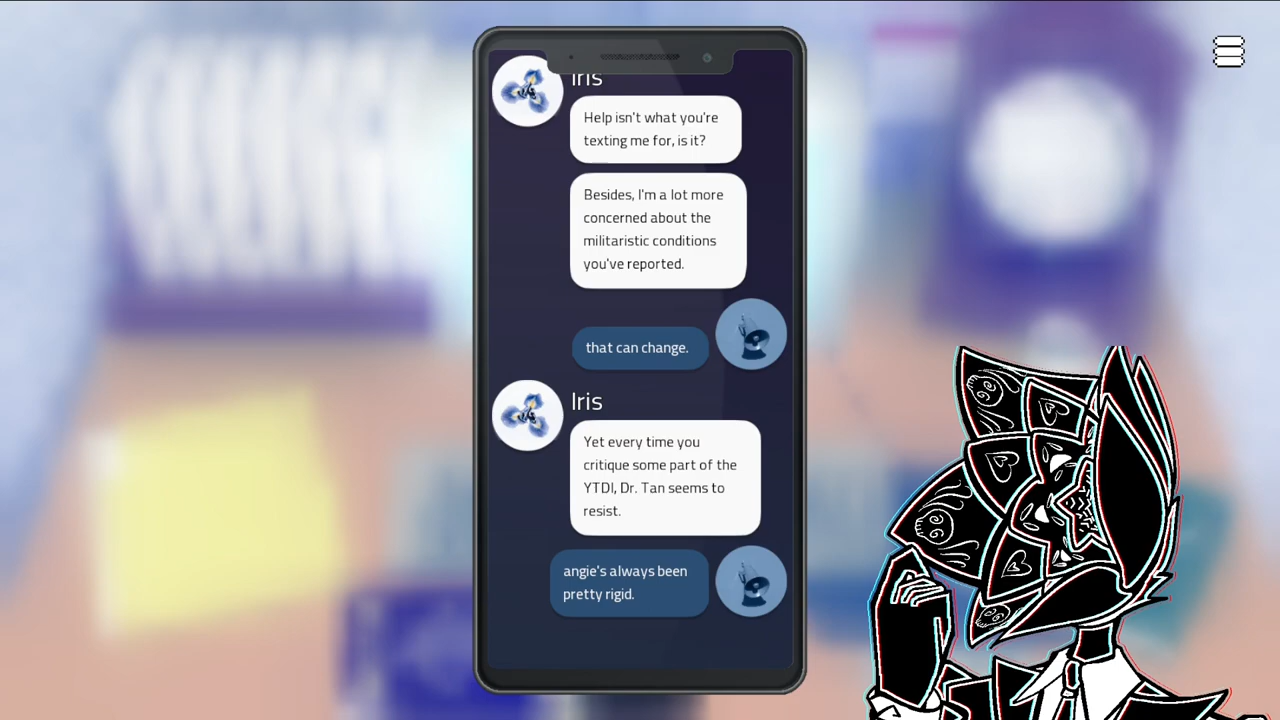 Iris
Help isn't what you're
texting me for, is it?
Besides, I'm a lot more
concerned about the
militaristic conditions
you've reported.
that can change.
Iris
Yet every time you
critique some part of the
YTDI, Dr. Tan seems to
resist.
angie's always been
pretty rigid.